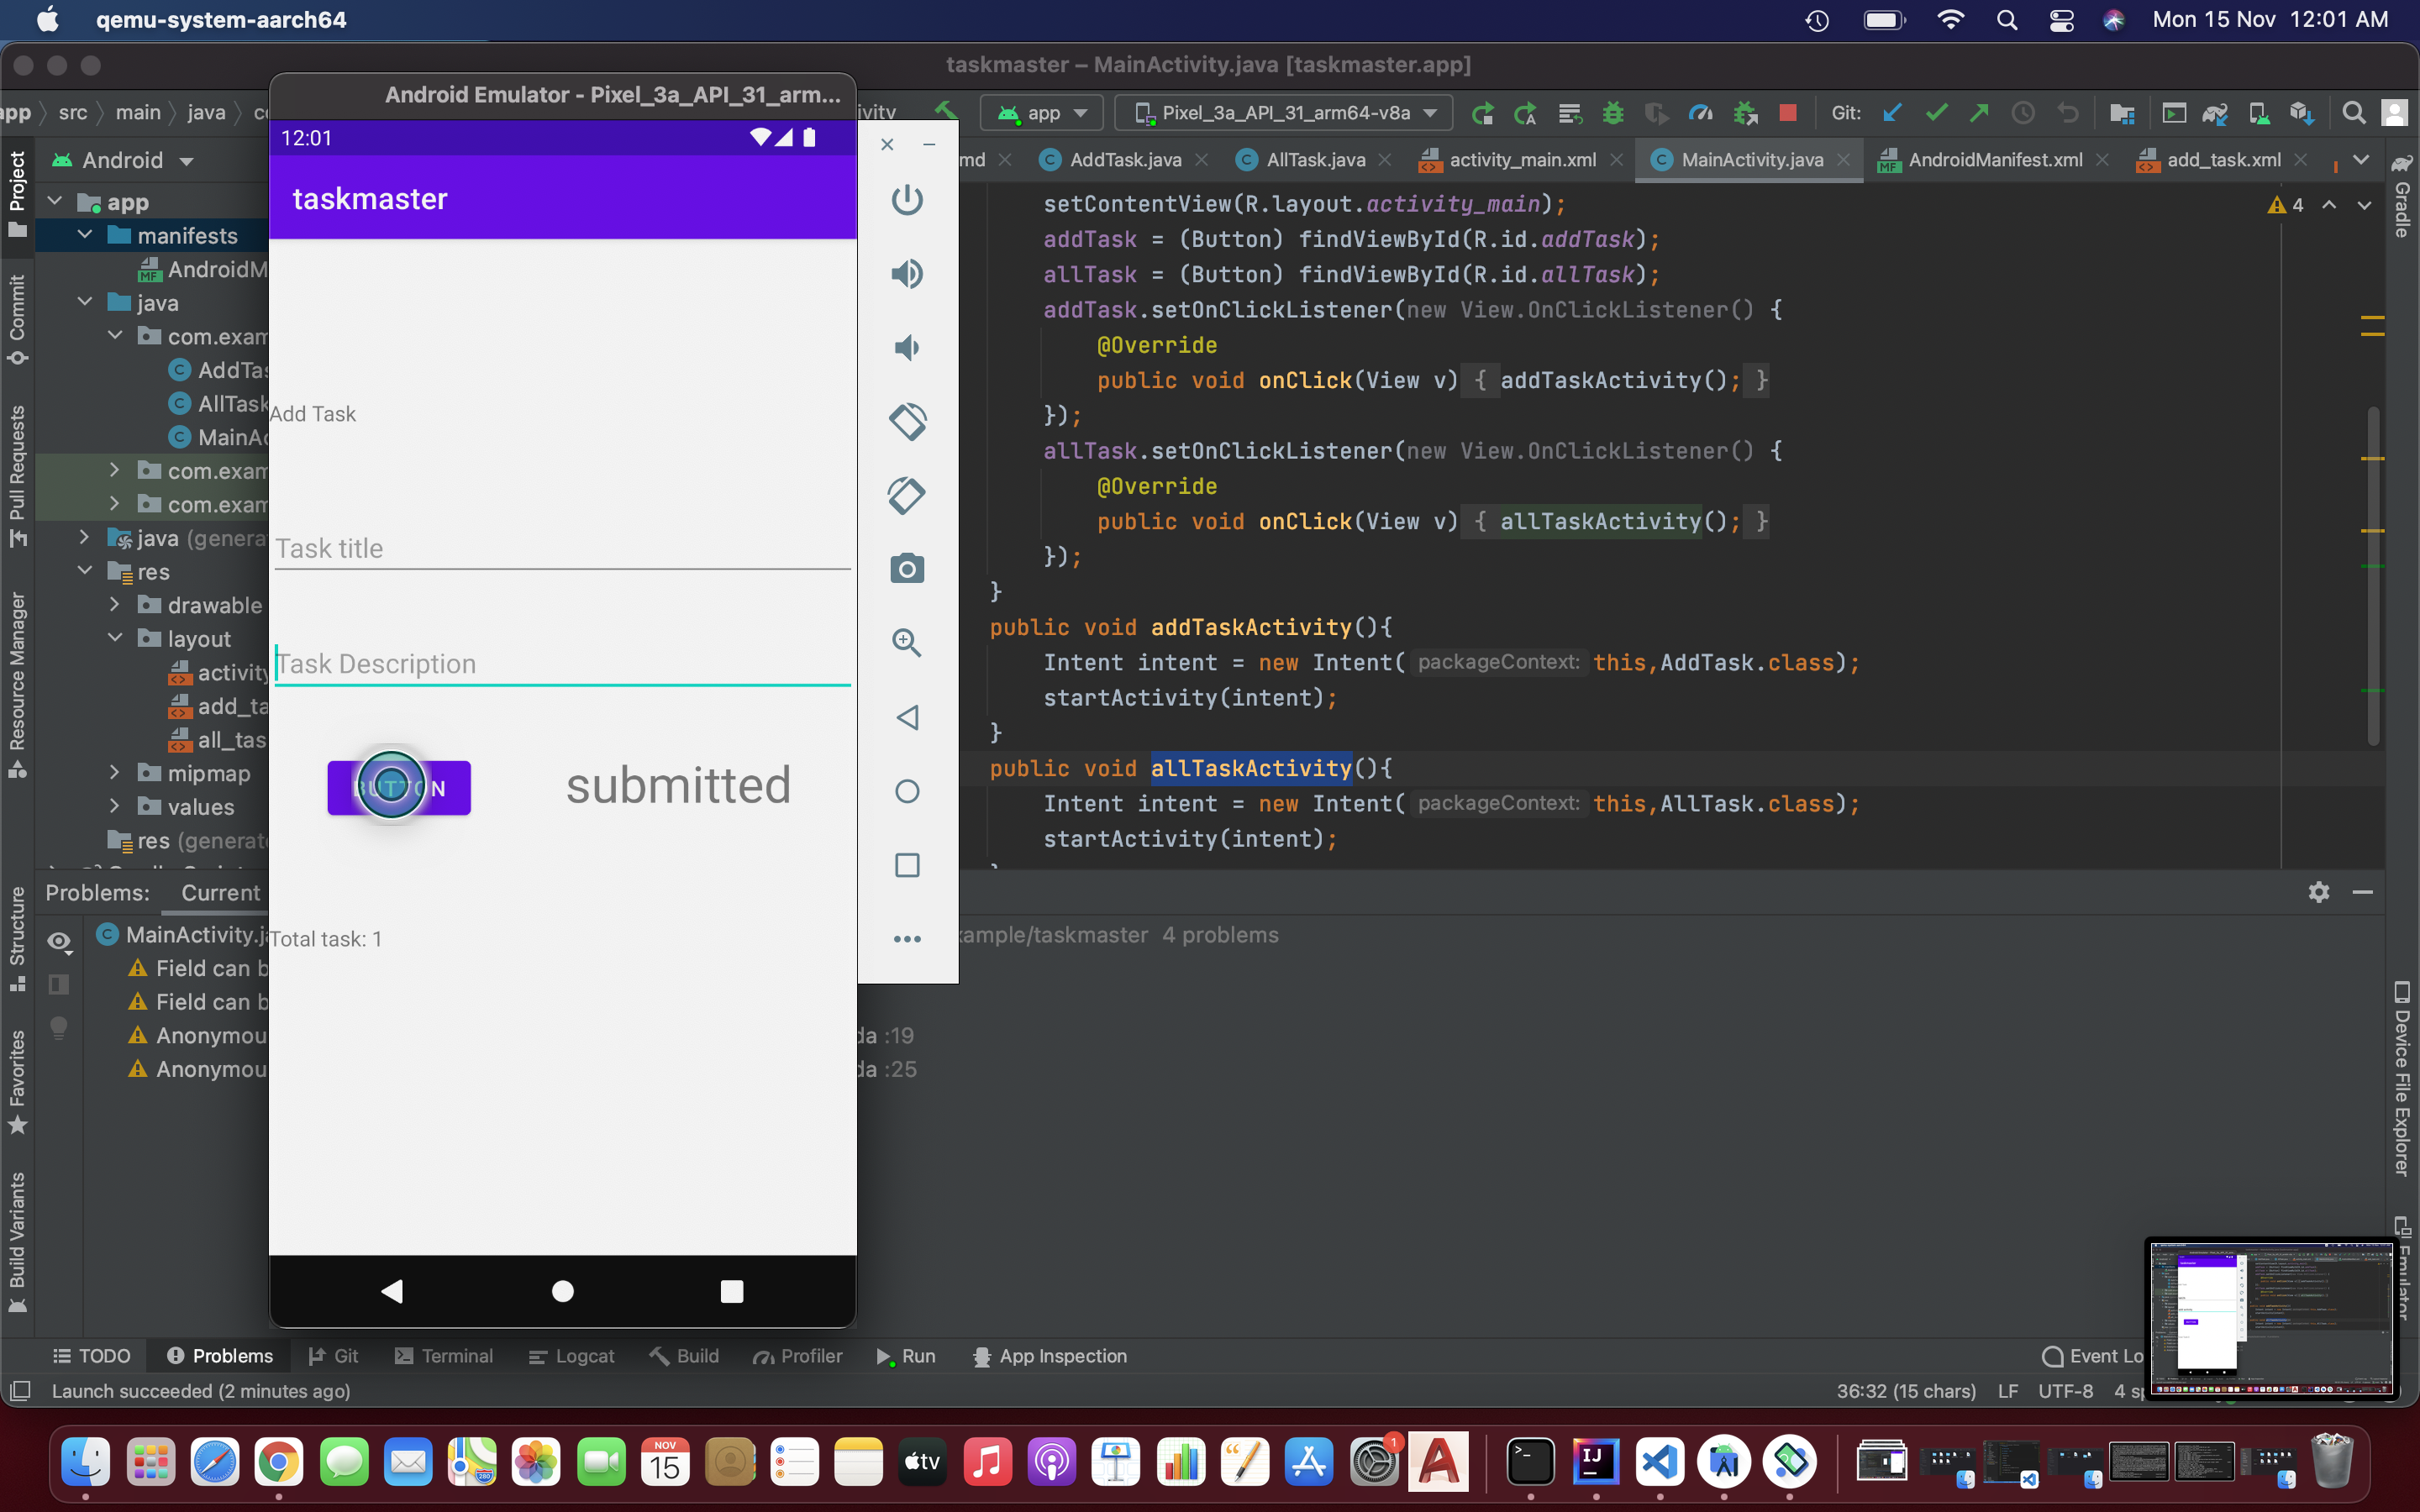 qemu-system-aarch64
Mon 15 Nov 12:01 AM
taskmaster – MainActivity.java [taskmaster.app]
Android Emulator - Pixel_3a_API_31_arm...
src main java
app
Pixel_3a_API_31_arm64-v8a
Git:
Android
AddTask.java
AllTask.java
activity_main.xml
MainActivity.java
AndroidManifest.xml
add_task.xml
Project
Commit
Pull Requests
Resource Manager
Structure
Favorites
Build Variants
Gradle
Device File Explorer
Emulator
app
manifests
AndroidM
MF
java
com.exam
AddTas
AllTask
MainAc
com.exam
com.exam
java (genera
res
drawable
layout
activity
add_ta
all_tas
mipmap
values
res (generat
12:01
taskmaster
Add Task
Task title
Task Description
BUTTON
submitted
Total task: 1
4
setContentView(R.layout.activity_main);
addTask = (Button) findViewById(R.id.addTask);
allTask = (Button) findViewById(R.id.allTask);
addTask.setOnClickListener(new View.OnClickListener() {
@Override
public void onClick(View v) { addTaskActivity(); }
});
allTask.setOnClickListener(new View.OnClickListener() {
@Override
public void onClick(View v) { allTaskActivity(); }
});
}
public void addTaskActivity(){
Intent intent = new Intent( packageContext: this,AddTask.class);
startActivity(intent);
}
public void allTaskActivity(){
Intent intent = new Intent( packageContext: this,AllTask.class);
startActivity(intent);
Problems: Current
MainActivity.ja
xample/taskmaster 4 problems
Field can b
Field can b
Anonymou
da :19
Anonymou
da :25
TODO
Problems
Git
Terminal
Logcat
Build
Profiler
Run
App Inspection
Event Lo
Launch succeeded (2 minutes ago)
36:32 (15 chars) LF UTF-8 4 sp
NOV
15
280
tv
1
IJ